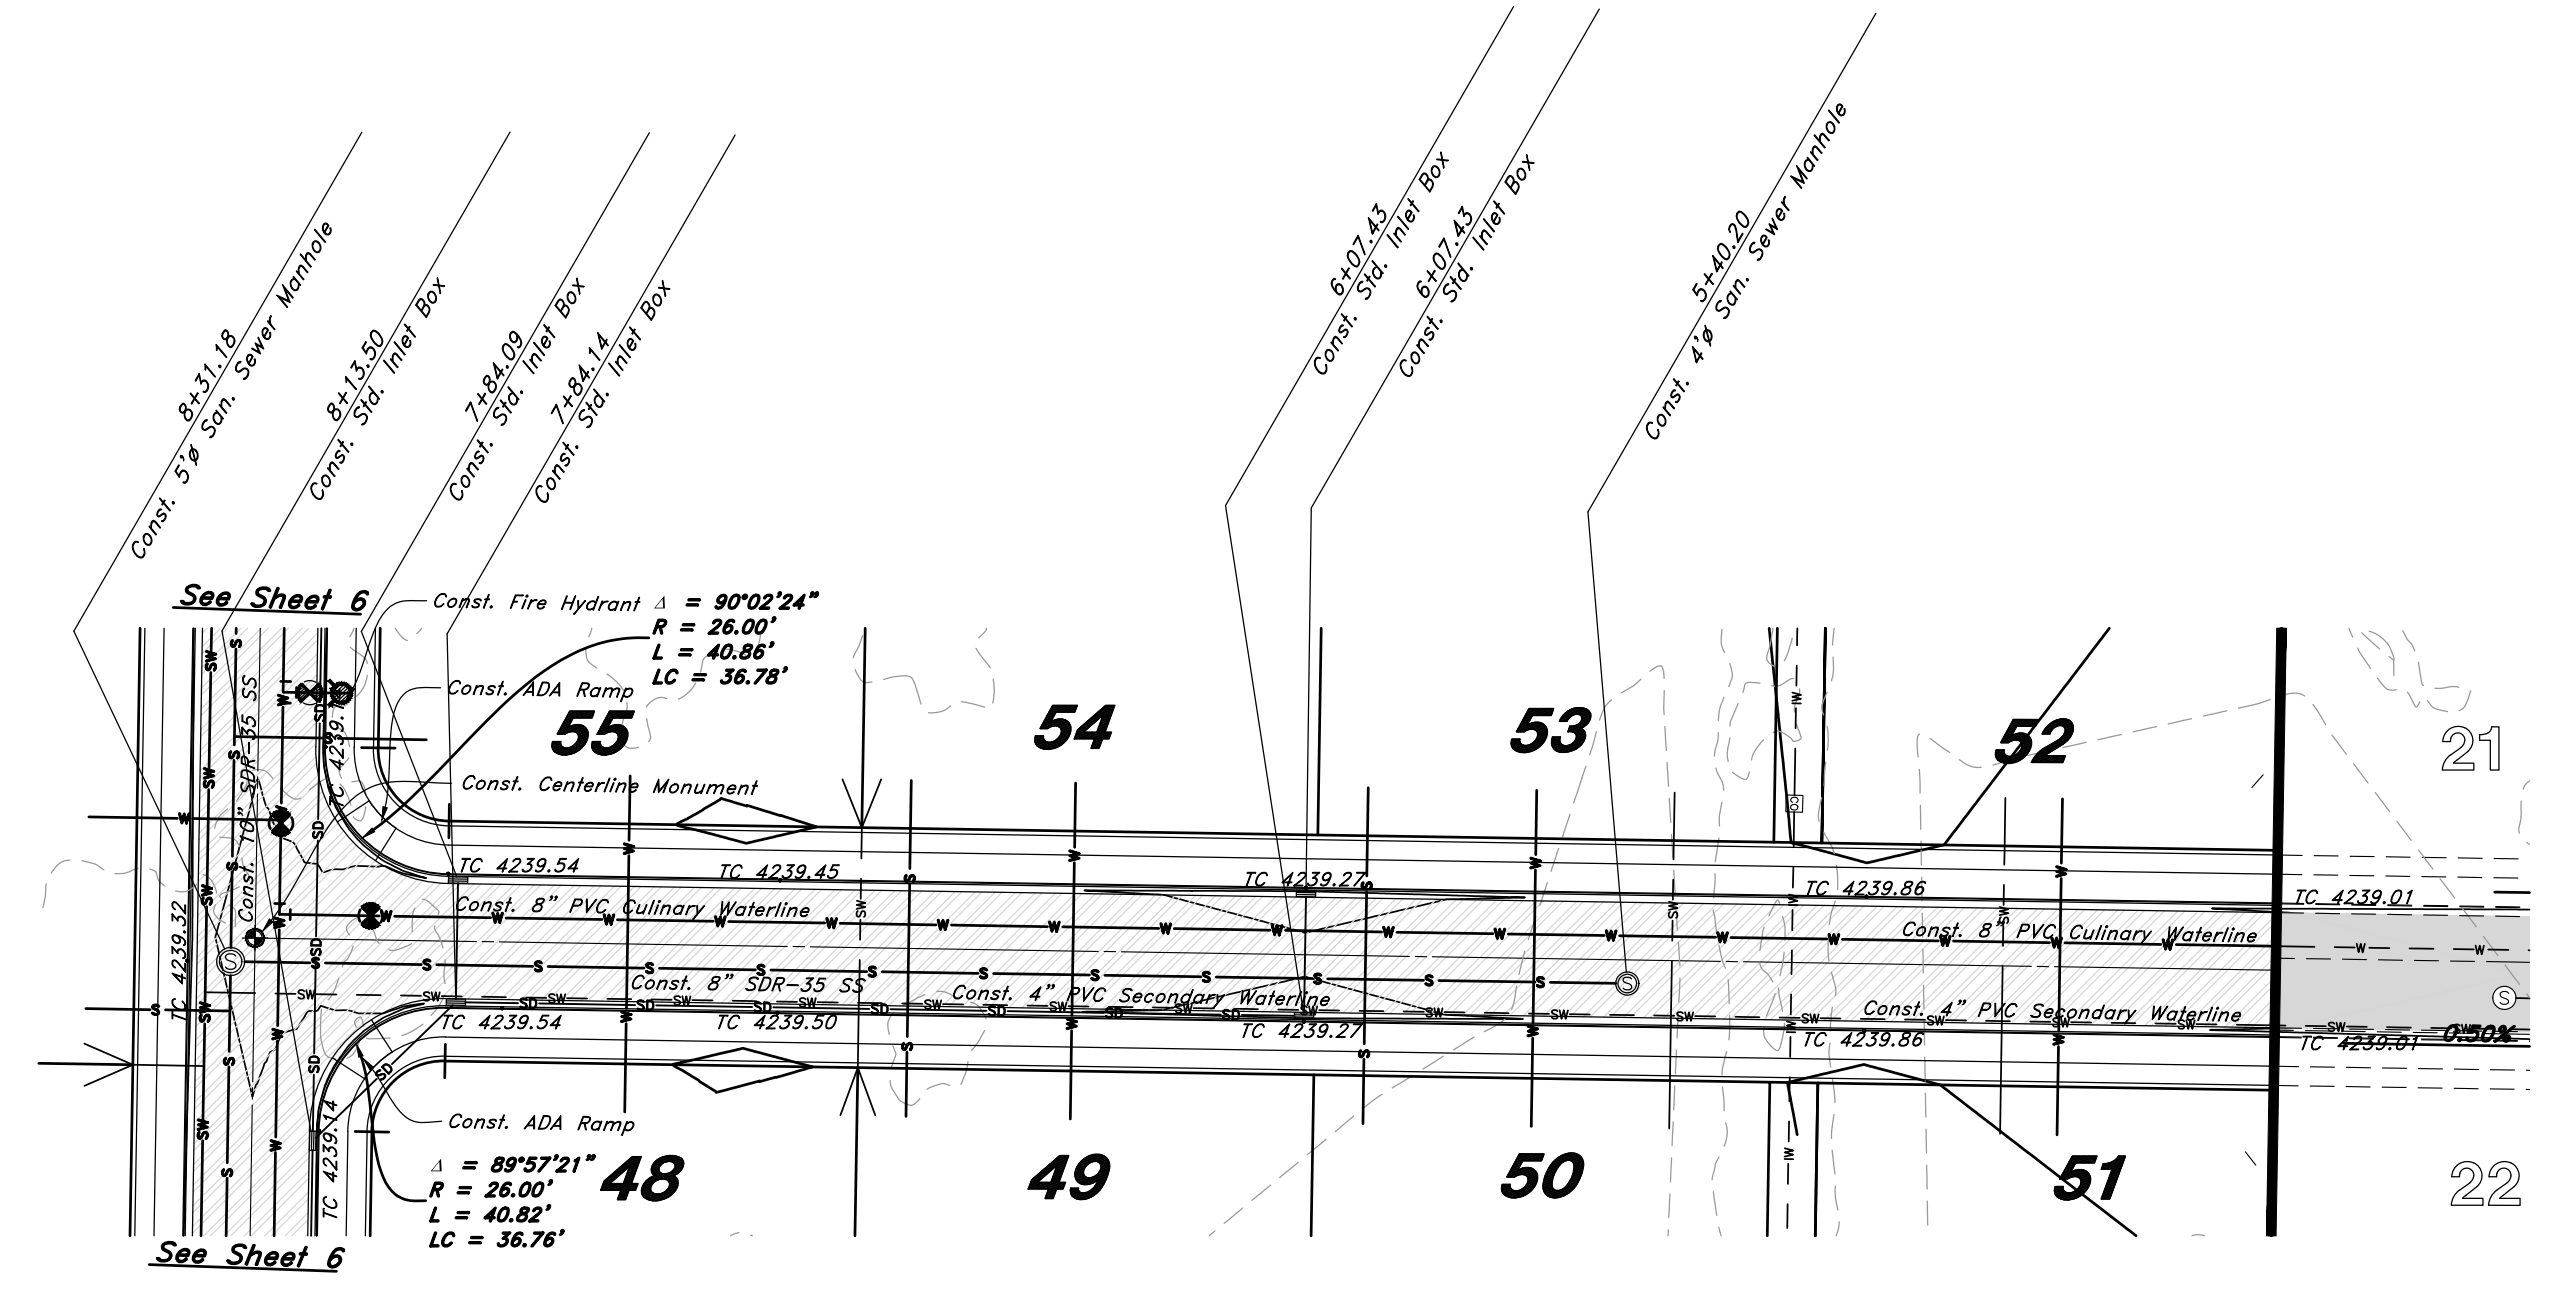 8+31.18
Const. 5'ø San. Sewer Manhole
8+13.50
Const. Std. Inlet Box
7+84.09
Const. Std. Inlet Box
7+84.14
Const. Std. Inlet Box
6+07.43
Const. Std. Inlet Box
6+07.43
Const. Std. Inlet Box
5+40.20
Const. 4'ø San. Sewer Manhole
See Sheet 6
Const. Fire Hydrant
Δ = 90°02'24"
R = 26.00'
L = 40.86'
LC = 36.78'
Const. ADA Ramp
55
54
53
52
21
Const. Centerline Monument
Const. 10" SDR-35 SS
TC 4239.32
TC 4239.54
TC 4239.45
TC 4239.27
TC 4239.86
TC 4239.01
Const. 8" PVC Culinary Waterline
Const. 8" PVC Culinary Waterline
Const. 8" SDR-35 SS
Const. 4" PVC Secondary Waterline
Const. 4" PVC Secondary Waterline
TC 4239.54
TC 4239.50
TC 4239.27
TC 4239.86
TC 4239.01
0.50%
CO
TC 4239.14
Const. ADA Ramp
Δ = 89°57'21"
R = 26.00'
L = 40.82'
LC = 36.76'
48
49
50
51
22
See Sheet 6